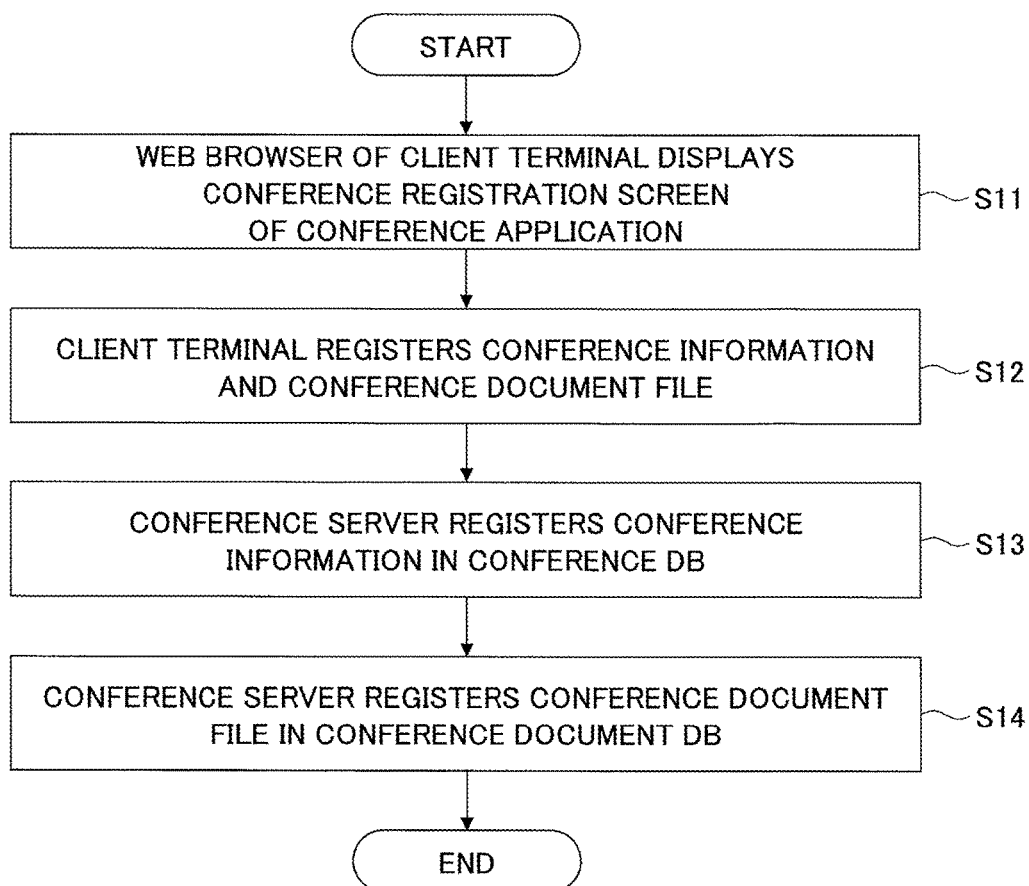 START
WEB BROWSER OF CLIENT TERMINAL DISPLAYS
CONFERENCE REGISTRATION SCREEN
OF CONFERENCE APPLICATION
S11
CLIENT TERMINAL REGISTERS CONFERENCE INFORMATION
AND CONFERENCE DOCUMENT FILE
S12
CONFERENCE SERVER REGISTERS CONFERENCE
INFORMATION IN CONFERENCE DB
S13
CONFERENCE SERVER REGISTERS CONFERENCE DOCUMENT
FILE IN CONFERENCE DOCUMENT DB
S14
END